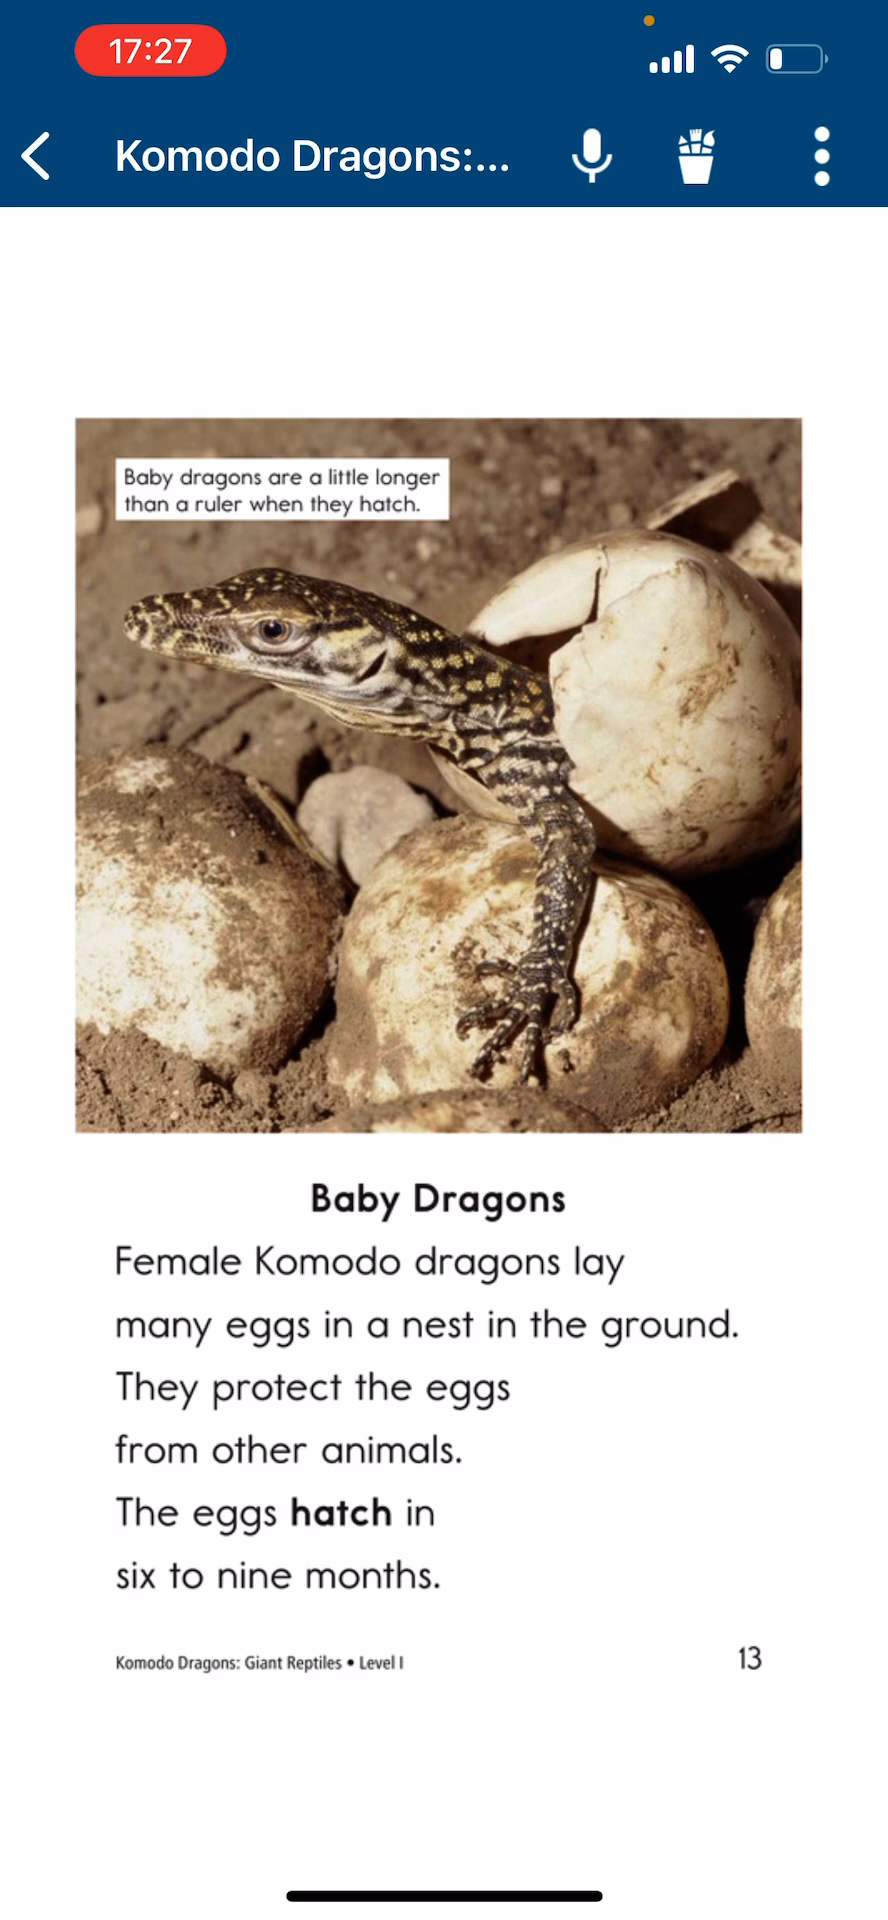 17:27
Komodo Dragons:...
Baby dragons are a little longer
than a ruler when they hatch.
Baby Dragons
Female Komodo dragons lay
many eggs in a nest in the ground.
They protect the eggs
from other animals.
The eggs hatch in
six to nine months.
Komodo Dragons: Giant Reptiles • Level I
13